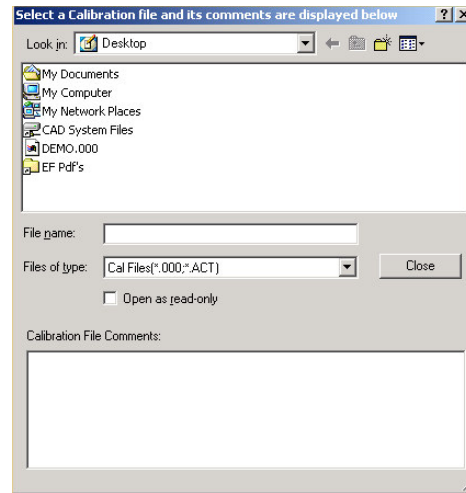 Select a Calibration file and its comments are displayed below
Look in: Desktop
My Documents
My Computer
My Network Places
CAD System Files
DEMO.000
EF Pdf's
File name:
Files of type: Cal Files(*.000;*.ACT) Close
Open as read-only
Calibration File Comments: